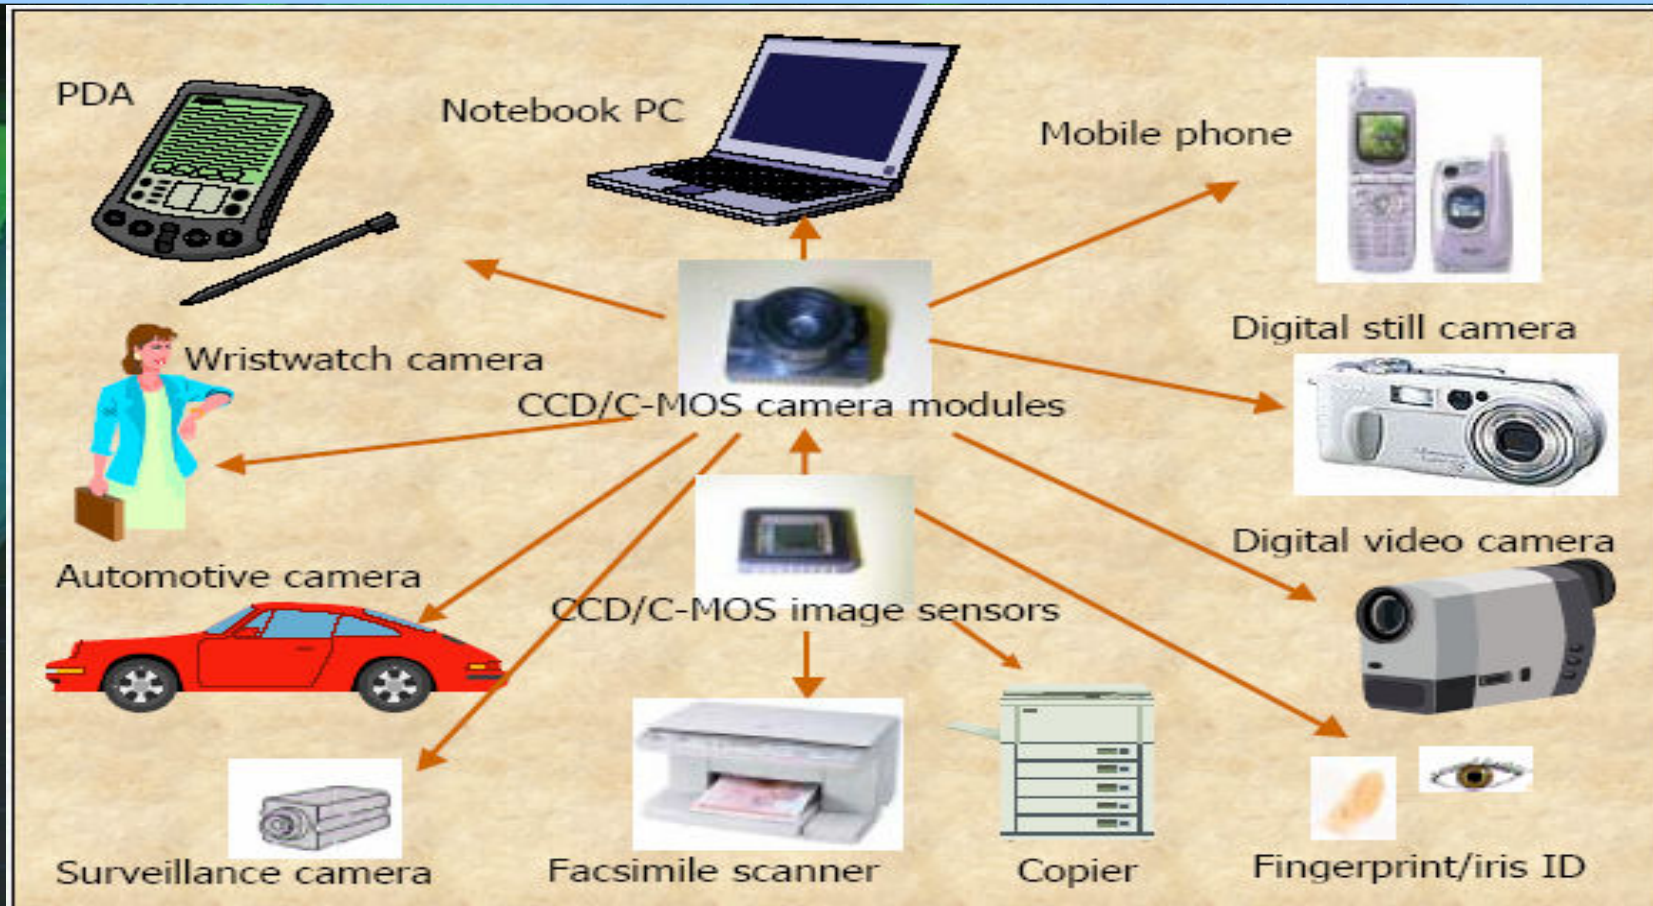 PDA
Notebook PC
Mobile phone
Digital still camera
Wristwatch camera
CCD/C-MOS camera modules
Digital video camera
Automotive camera
CCD/C-MOS image sensors
Surveillance camera
Facsimile scanner
Copier
Fingerprint/iris ID